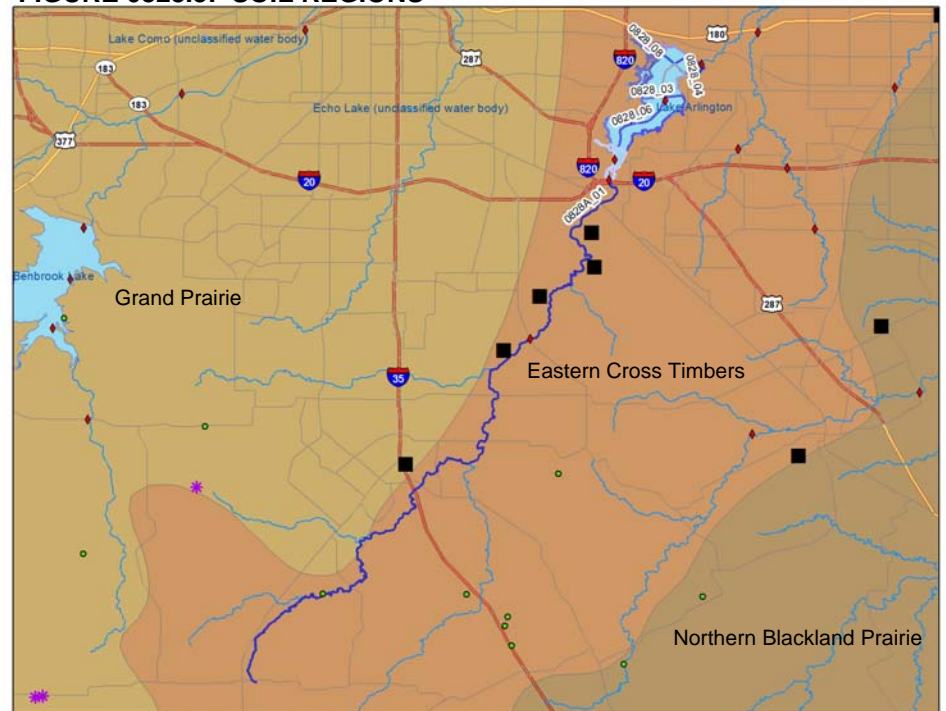 FIGURE 0828.3: SOIL REGIONS
Lake Como (unclassified water body)
183
287
820
0828_08
180
0828_04
183
Echo Lake (unclassified water body)
0828_03
Lake Arlington
0828_06
377
20
820
20
0828A_01
Benbrook Lake
Grand Prairie
287
35
Eastern Cross Timbers
Northern Blackland Prairie